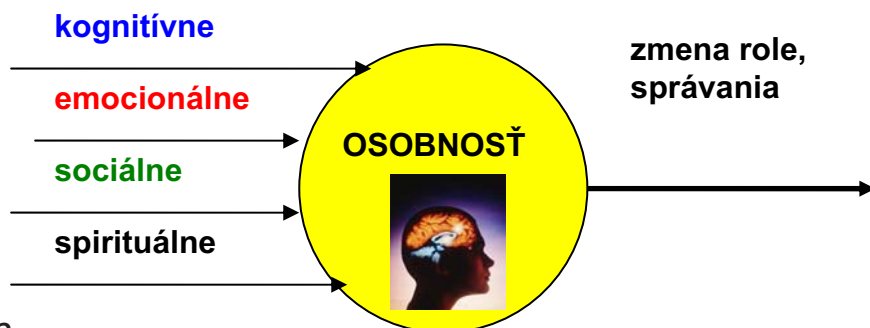 kognitívne
emocionálne
sociálne
spirituálne
OSOBNOSŤ
zmena role,
správania